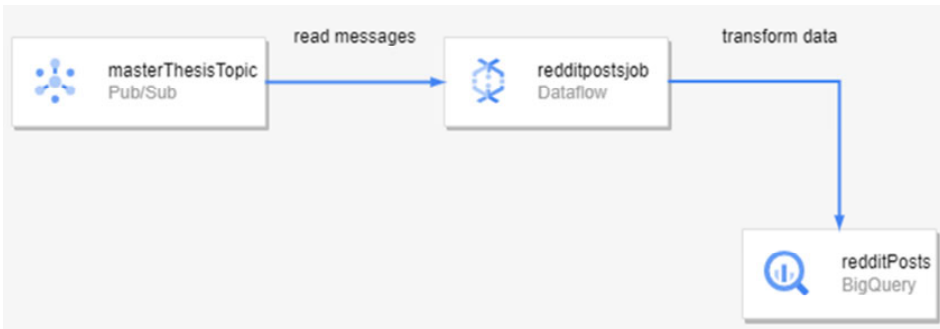 read messages
transform data
masterThesisTopic
Pub/Sub
redditpostsjob
Dataflow
redditPosts
BigQuery